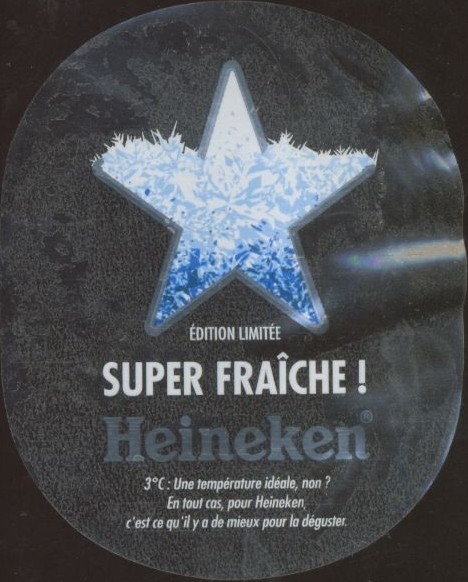 ÉDITION LIMITÉE
SUPER FRAÎCHE !
Heineken®
3°C : Une température idéale, non ?
En tout cas, pour Heineken,
c'est ce qu'il y a de mieux pour la déguster.